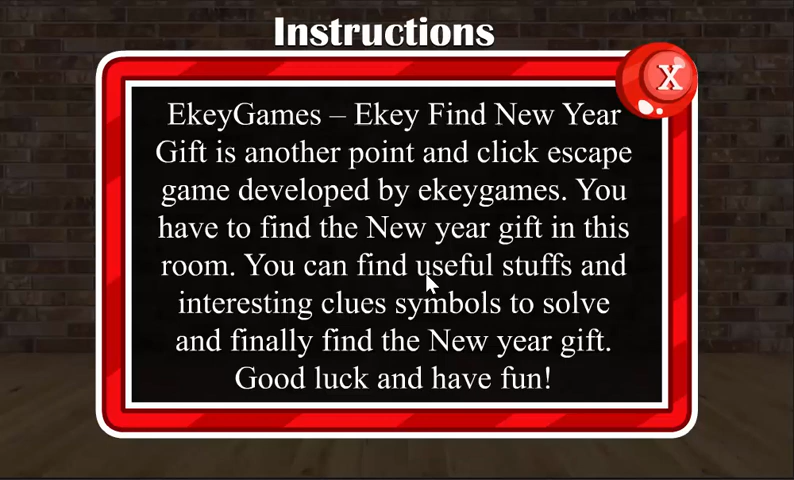 Instructions
X
EkeyGames – Ekey Find New Year
Gift is another point and click escape
game developed by ekeygames. You
have to find the New year gift in this
room. You can find useful stuffs and
interesting clues symbols to solve
and finally find the New year gift.
Good luck and have fun!